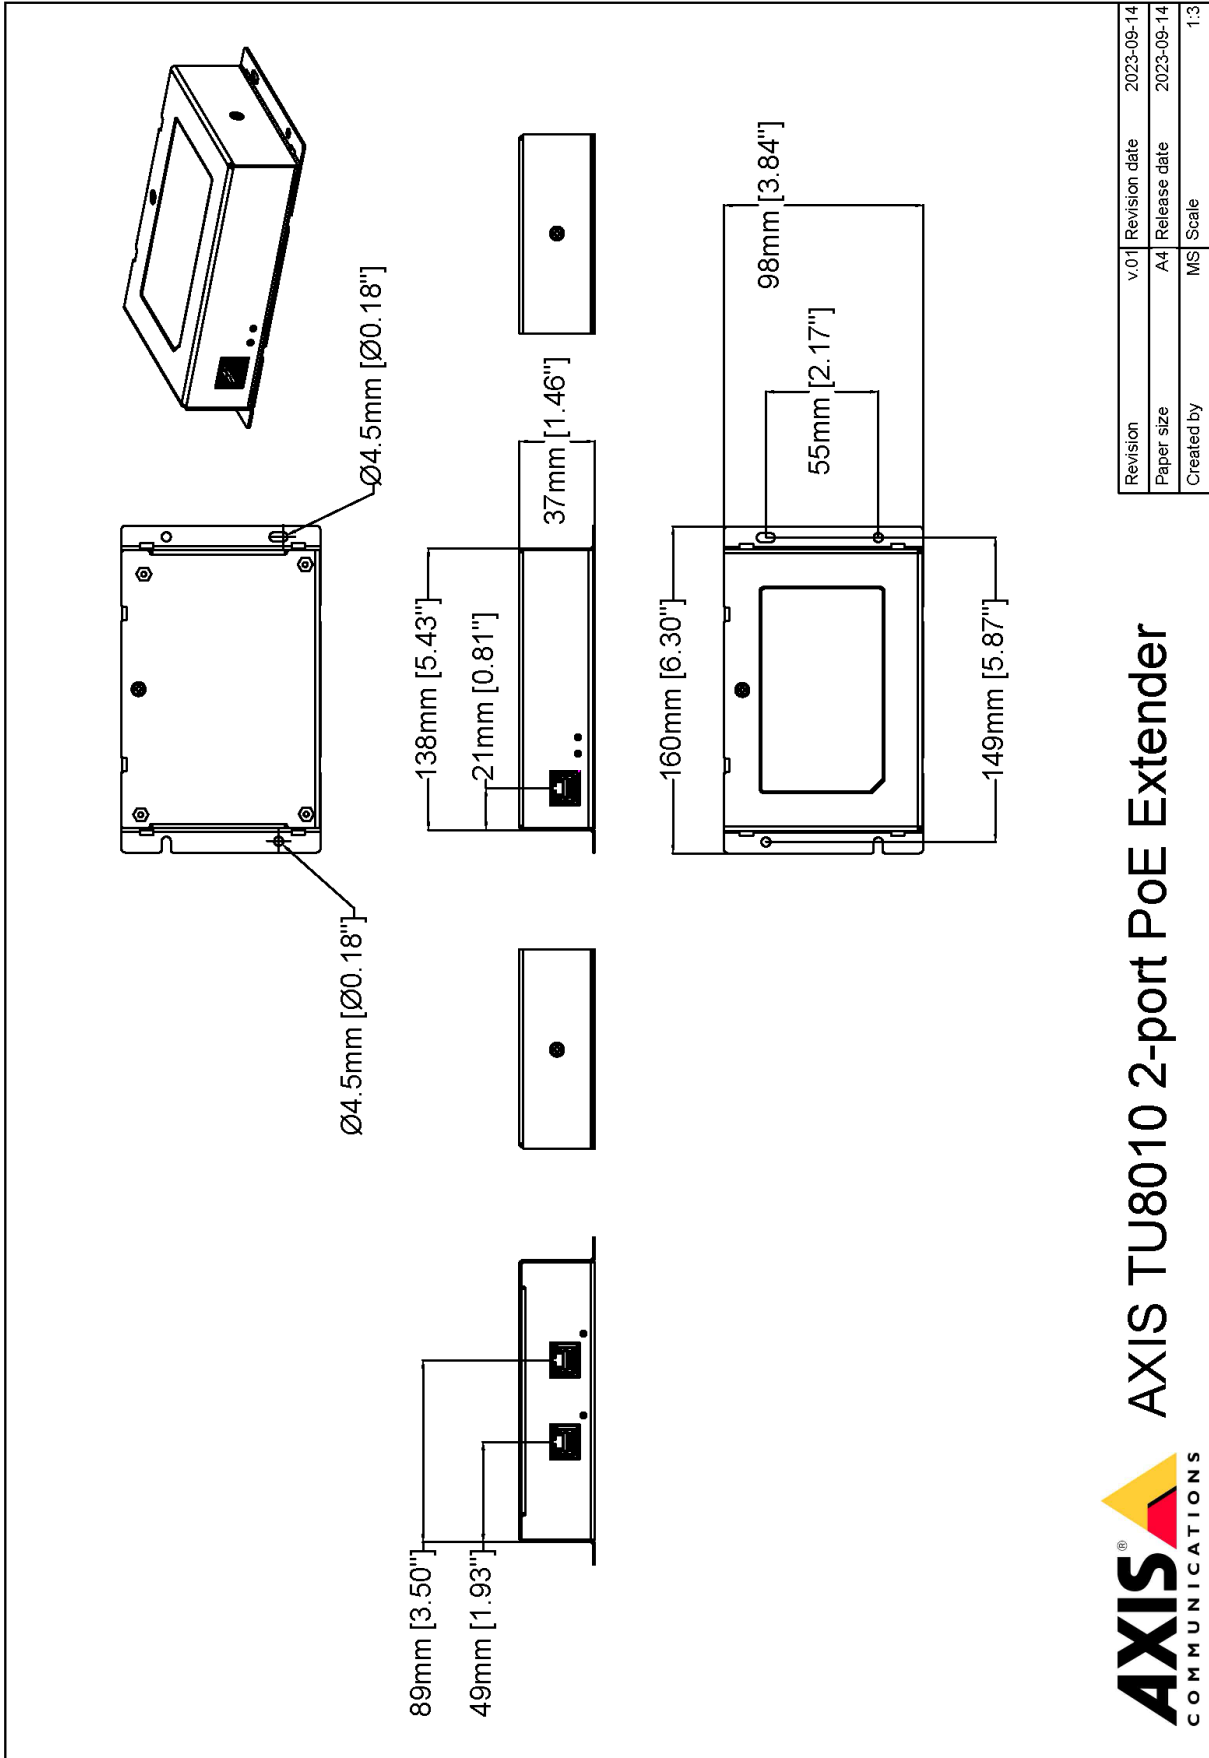 Ø4.5mm [Ø0.18"]
Ø4.5mm [Ø0.18"]
89mm [3.50"]
49mm [1.93"]
138mm [5.43"]
21mm [0.81"]
37mm [1.46"]
160mm [6.30"]
149mm [5.87"]
55mm [2.17"]
98mm [3.84"]
AXIS®
COMMUNICATIONS
AXIS TU8010 2-port PoE Extender
Revision v.01 Revision date 2023-09-14
Paper size A4 Release date 2023-09-14
Created by MS Scale 1:3